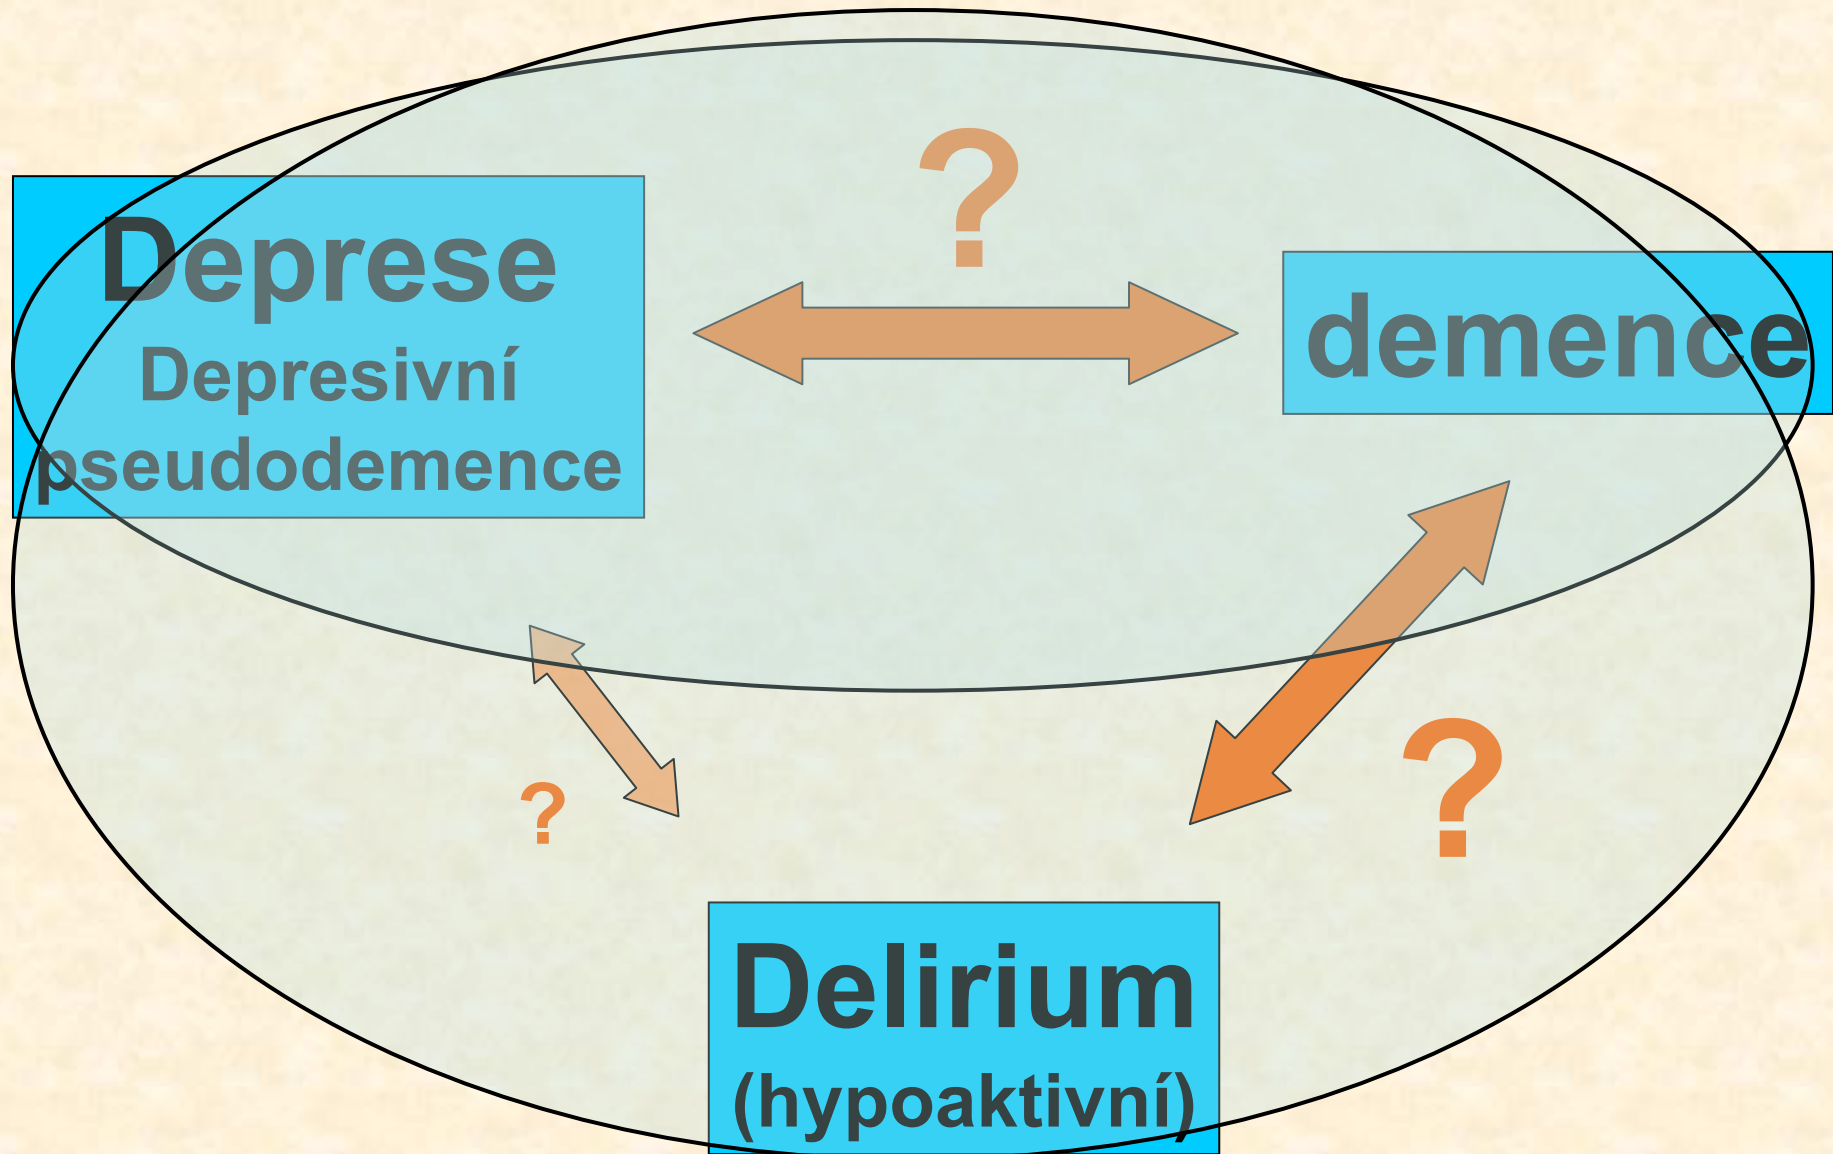 ?
Deprese
Depresivní
pseudodemence
demence
?
?
Delirium
(hypoaktivní)